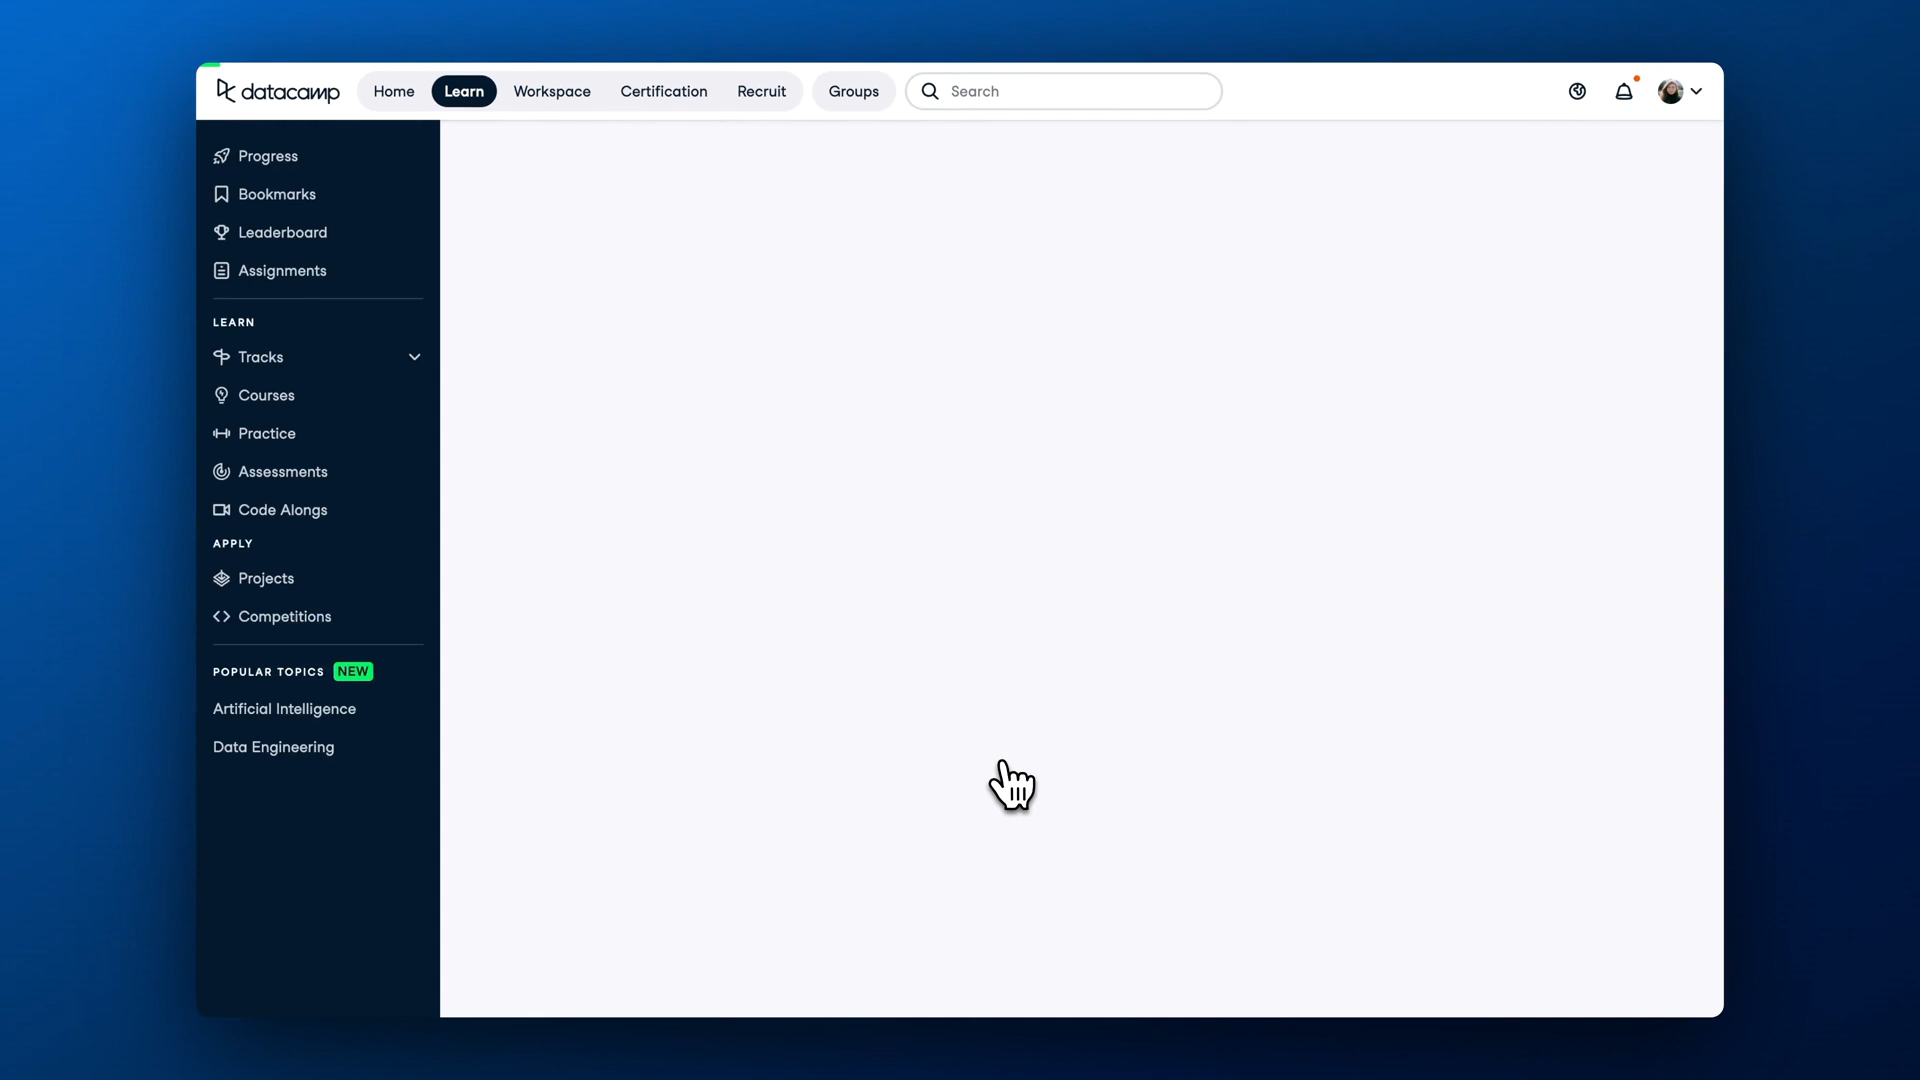 datacamp
Home
Learn
Workspace
Certification
Recruit
Groups
Search
Progress
Bookmarks
Leaderboard
Assignments
LEARN
Tracks
Courses
Practice
Assessments
Code Alongs
APPLY
Projects
Competitions
POPULAR TOPICS NEW
Artificial Intelligence
Data Engineering